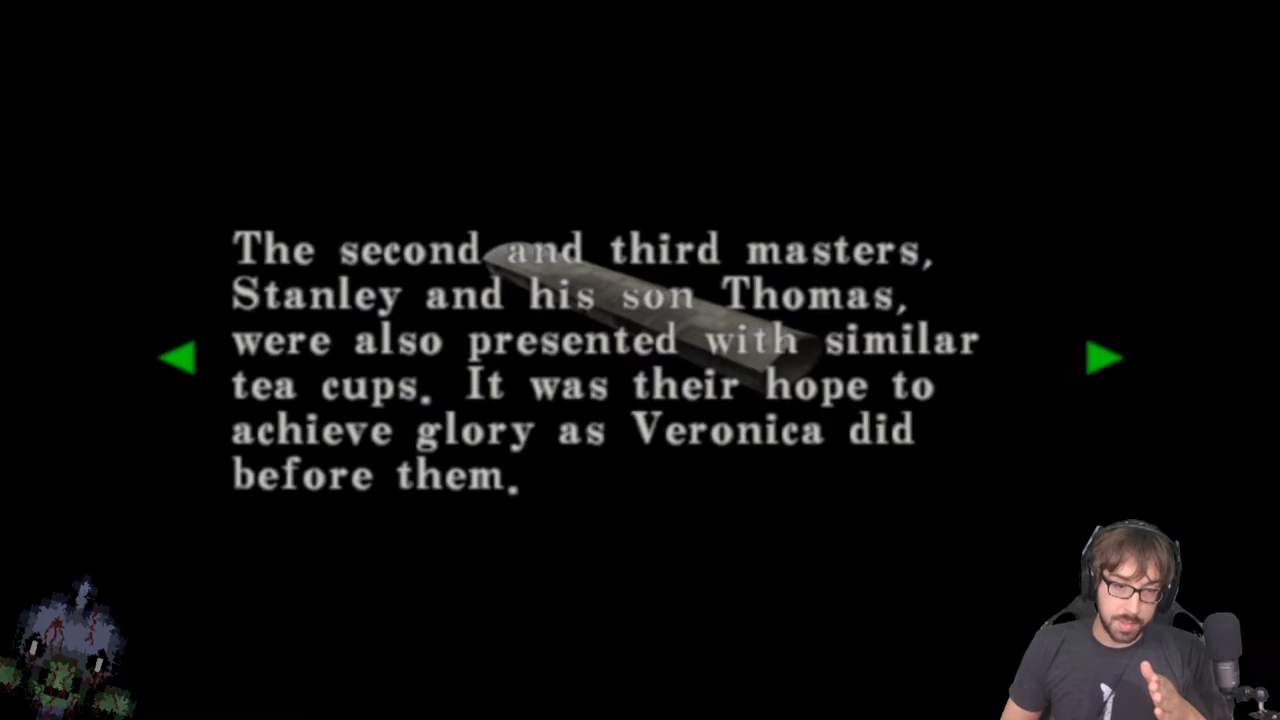 The second and third masters,
Stanley and his son Thomas,
were also presented with similar
tea cups. It was their hope to
achieve glory as Veronica did
before them.